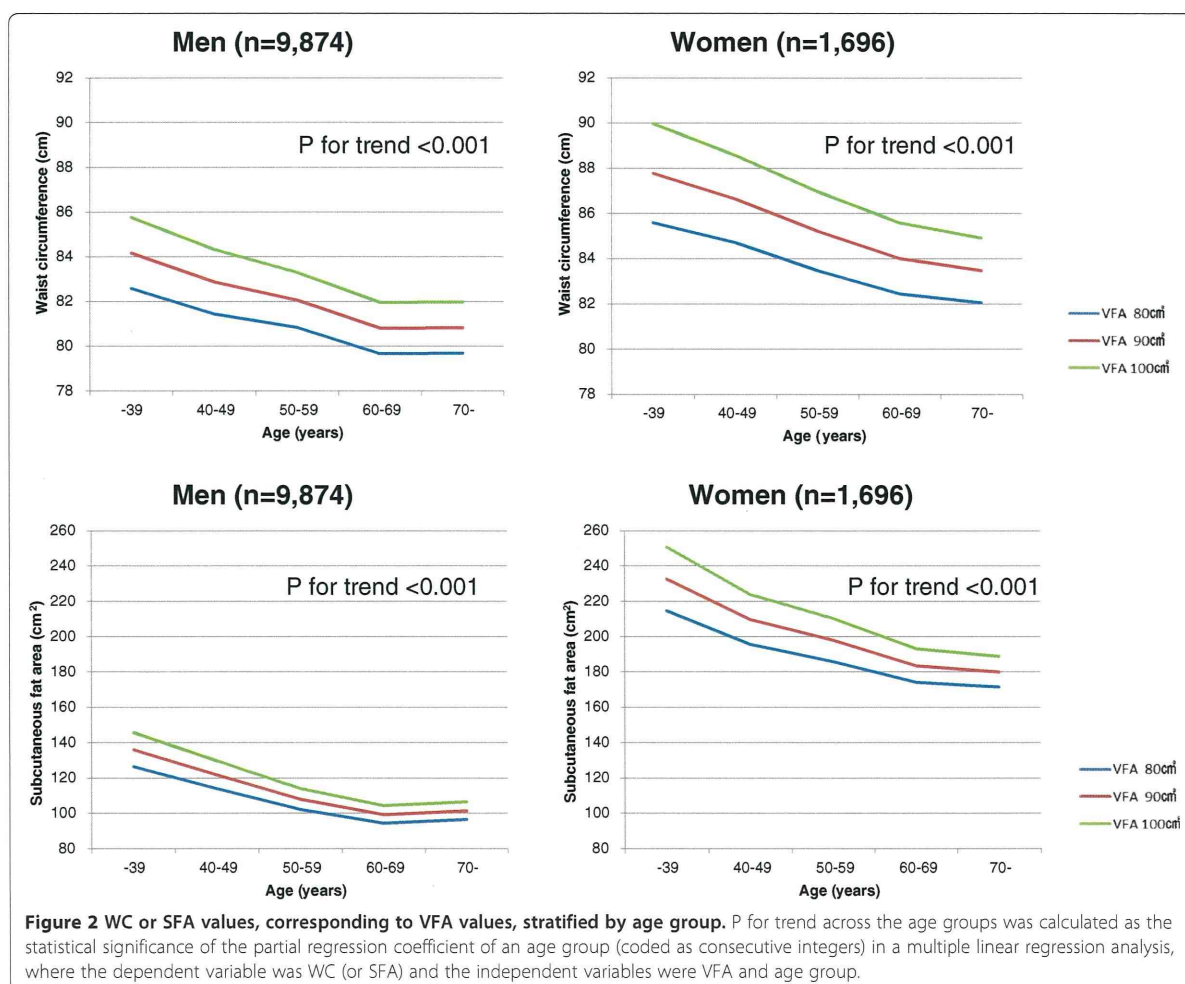 Men (n=9,874)
92
90
88
86
84
82
80
78
Waist circumference (cm)
P for trend <0.001
-39 40-49 50-59 60-69 70-
Age (years)
Women (n=1,696)
92
90
88
86
84
82
80
78
Waist circumference (cm)
P for trend <0.001
-39 40-49 50-59 60-69 70-
Age (years)
VFA 80㎠
VFA 90㎠
VFA 100㎠
Men (n=9,874)
260
240
220
200
180
160
140
120
100
80
Subcutaneous fat area (cm²)
P for trend <0.001
-39 40-49 50-59 60-69 70-
Age (years)
Women (n=1,696)
260
240
220
200
180
160
140
120
100
80
Subcutaneous fat area (cm²)
P for trend <0.001
-39 40-49 50-59 60-69 70-
Age (years)
VFA 80㎠
VFA 90㎠
VFA 100㎠
Figure 2 WC or SFA values, corresponding to VFA values, stratified by age group. P for trend across the age groups was calculated as the
statistical significance of the partial regression coefficient of an age group (coded as consecutive integers) in a multiple linear regression analysis,
where the dependent variable was WC (or SFA) and the independent variables were VFA and age group.